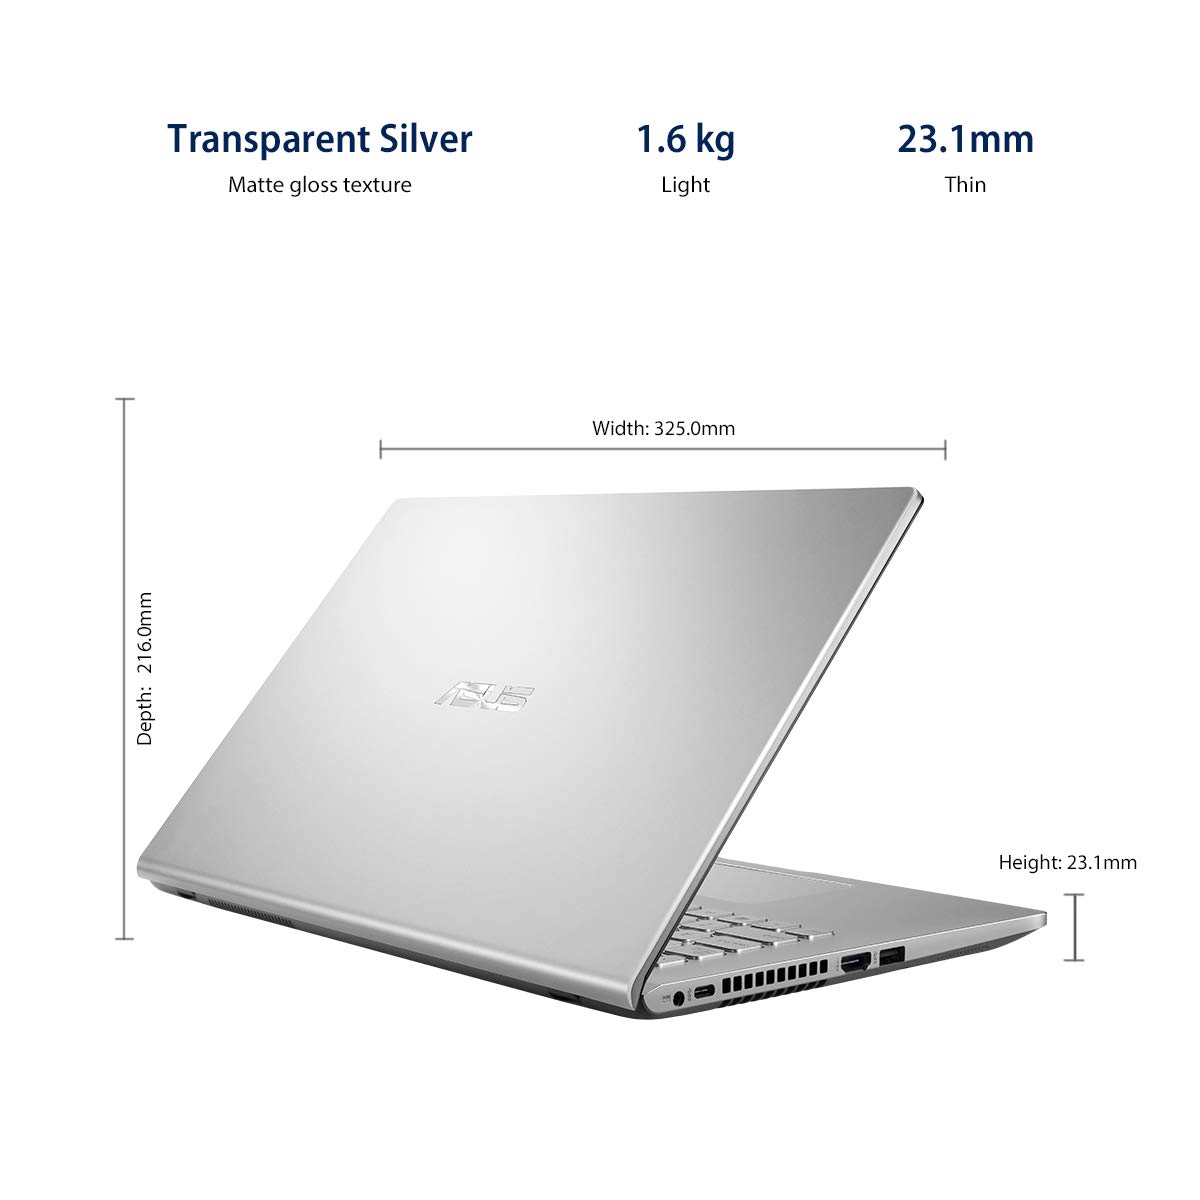 Transparent Silver
Matte gloss texture
1.6 kg
Light
23.1mm
Thin
Width: 325.0mm
Depth: 216.0mm
ASUS
Height: 23.1mm